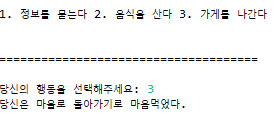 1. 정보를 묻는다 2. 음식을 산다 3. 가게를 나간다
=====================================
당신의 행동을 선택해주세요: 3
당신은 마을로 돌아가기로 마음먹었다.